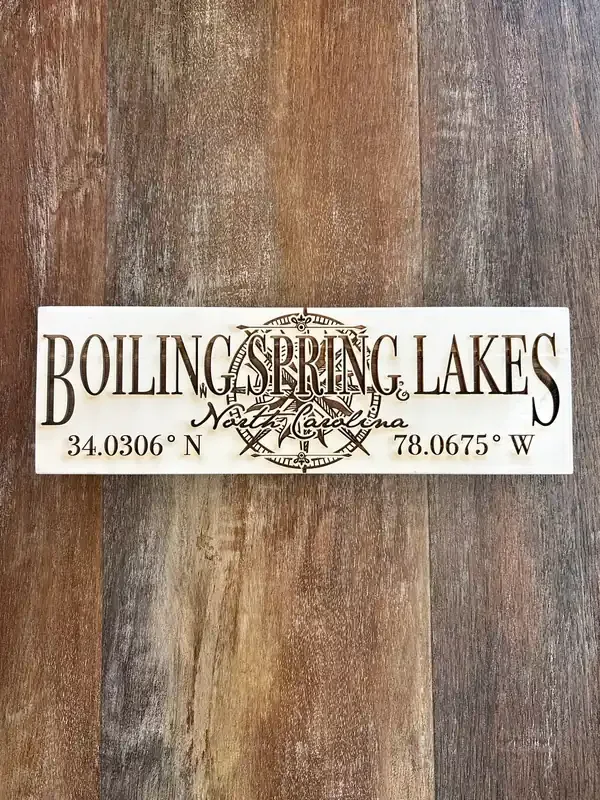 BOILING SPRING LAKES
North Carolina
34.0306° N 78.0675° W